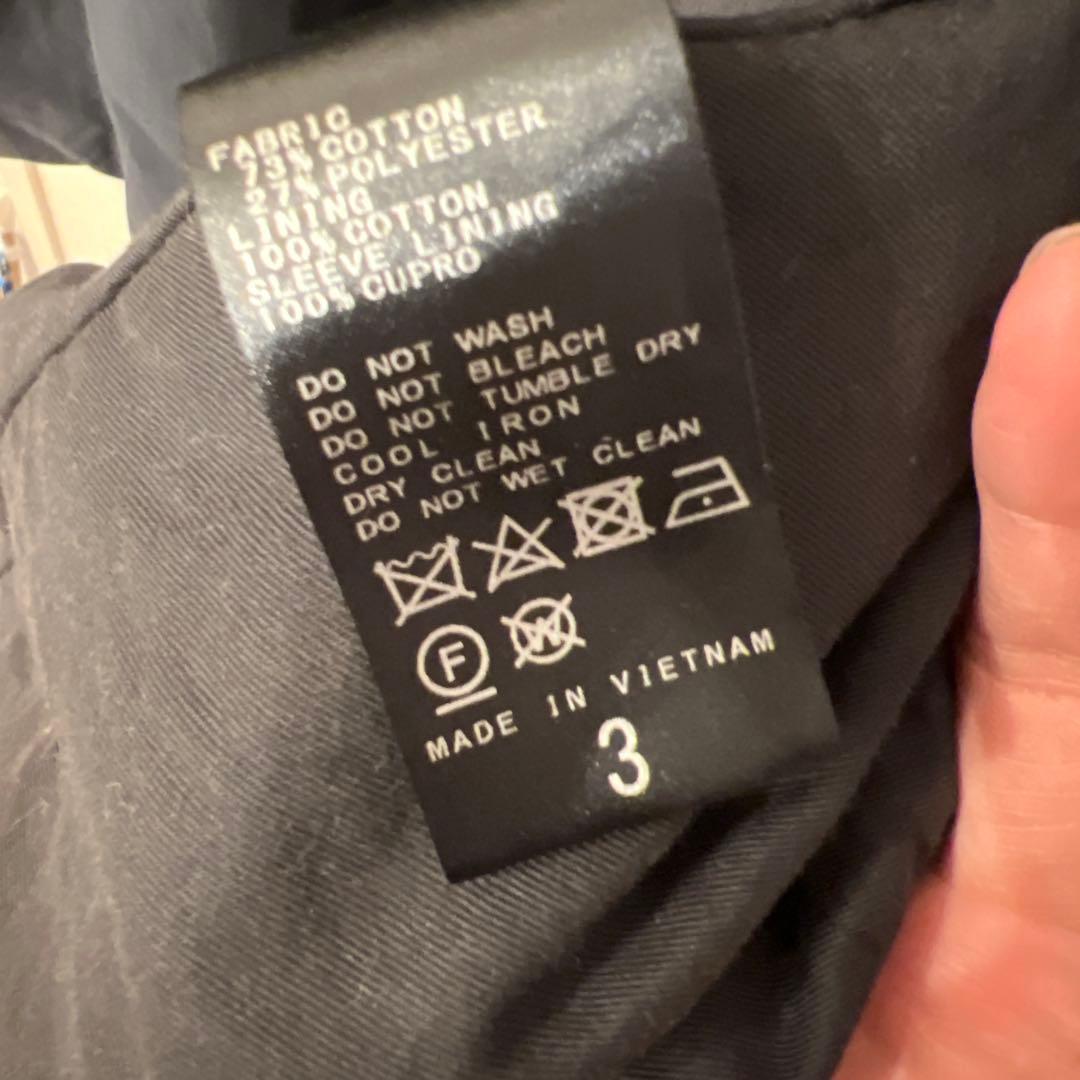 FABRIC
73% COTTON
27% POLYESTER
LINING
100% COTTON
SLEEVE LINING
100% CUPRO
DO NOT WASH
DO NOT BLEACH
DO NOT TUMBLE DRY
COOL IRON
DRY CLEAN
DO NOT WET CLEAN
F W
MADE IN VIETNAM
3